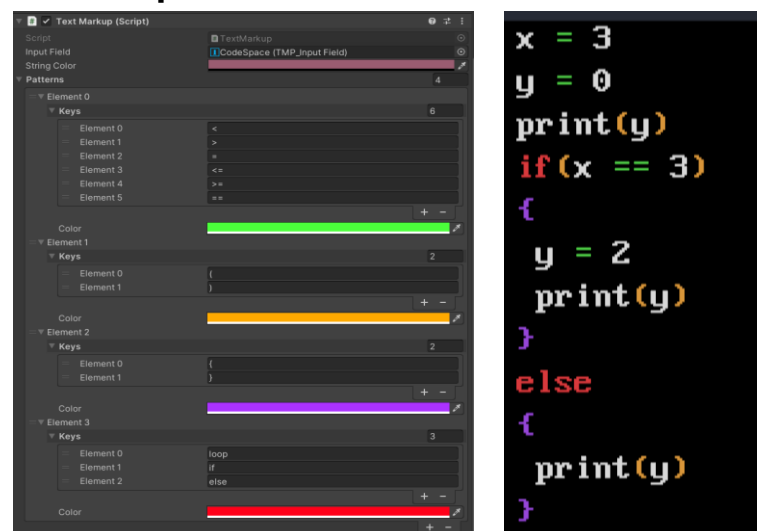 Text Markup (Script)
Script TextMarkup
Input Field CodeSpace (TMP_Input Field)
String Color
Patterns 4
Element 0
Keys 6
Element 0 <
Element 1 >
Element 2 =
Element 3 <=
Element 4 >=
Element 5 ==
+ -
Color
Element 1
Keys 2
Element 0 (
Element 1 )
+ -
Color
Element 2
Keys 2
Element 0 {
Element 1 }
+ -
Color
Element 3
Keys 3
Element 0 loop
Element 1 if
Element 2 else
+ -
Color
+ -
x = 3
y = 0
print(y)
if(x == 3)
{
y = 2
print(y)
}
else
{
print(y)
}